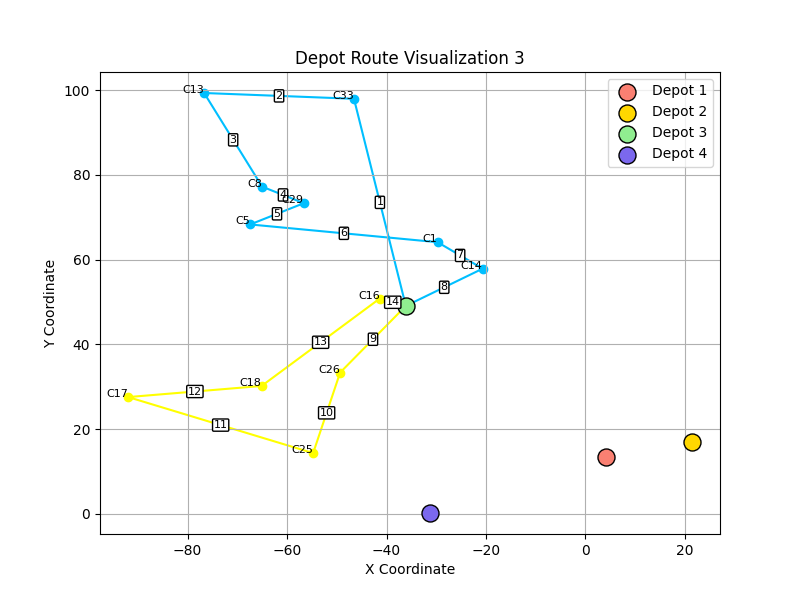 Depot Route Visualization 3
Depot 1
Depot 2
Depot 3
Depot 4
Y Coordinate
100
80
60
40
20
0
C13
2
C33
3
C8
4
C29
1
5
C5
6
C1
7
C14
8
C16
14
9
13
C26
C18
12
C17
10
11
C25
−80
−60
−40
−20
0
20
X Coordinate